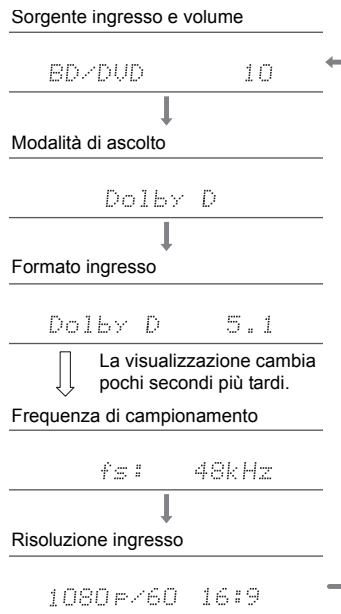 Sorgente ingresso e volume
BD/DVD 10
Modalità di ascolto
Dolby D
Formato ingresso
Dolby D 5.1
La visualizzazione cambia
pochi secondi più tardi.
Frequenza di campionamento
fs: 48kHz
Risoluzione ingresso
1080p/60 16:9